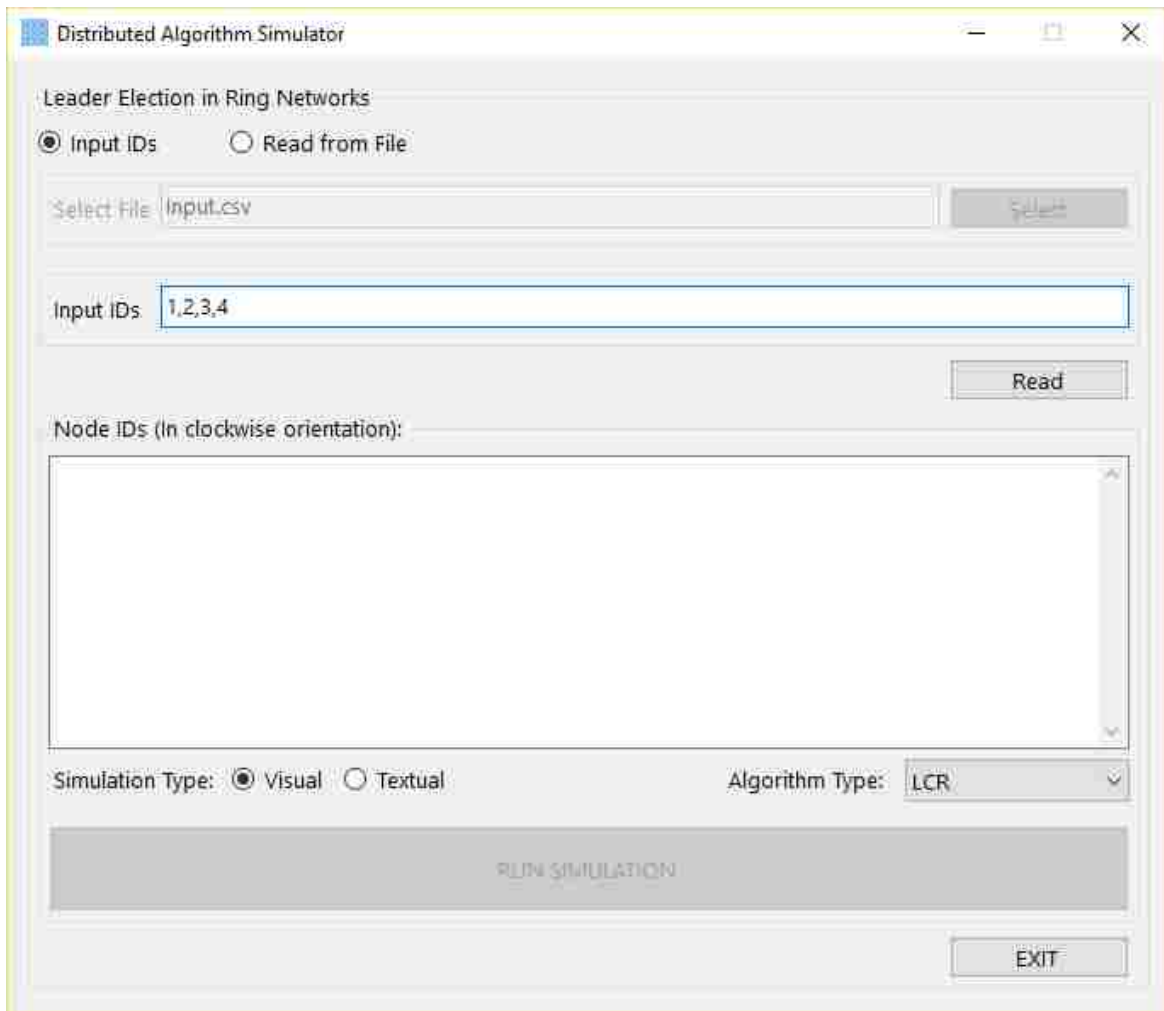 Distributed Algorithm Simulator
Leader Election in Ring Networks
Input IDs Read from File
Select File Input.csv Select
Input IDs 1,2,3,4
Read
Node IDs (In clockwise orientation):
Simulation Type: Visual Textual Algorithm Type: LCR
RUN SIMULATION
EXIT